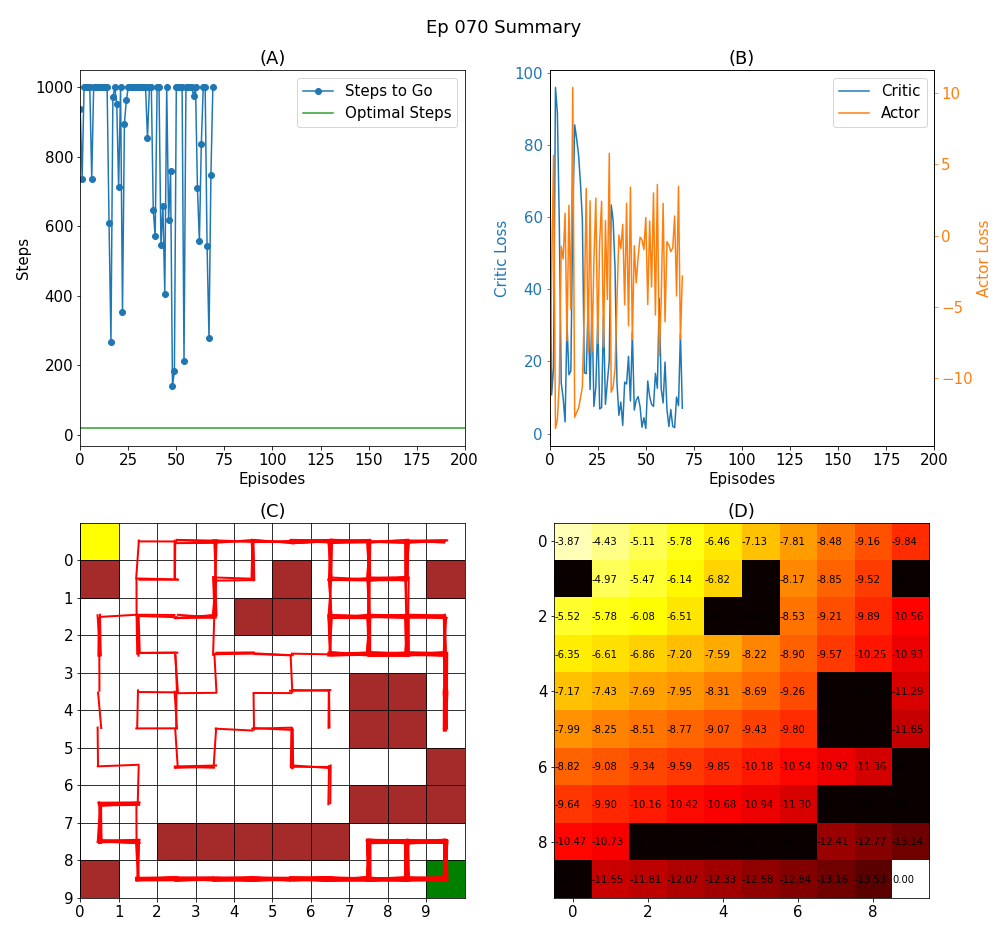 Ep 070 Summary
(A)
Steps to Go
Optimal Steps
Steps
1000
800
600
400
200
0
0 25 50 75 100 125 150 175 200
Episodes
(B)
Critic
Actor
Critic Loss
100
80
60
40
20
0
10
5
0
−5
−10
Actor Loss
0 25 50 75 100 125 150 175 200
Episodes
(C)
0
1
2
3
4
5
6
7
8
9
0 1 2 3 4 5 6 7 8 9
(D)
0 -3.87 -4.43 -5.11 -5.78 -6.46 -7.13 -7.81 -8.48 -9.16 -9.84
-4.97 -5.47 -6.14 -6.82 -8.17 -8.85 -9.52
2 -5.52 -5.78 -6.08 -6.51 -8.53 -9.21 -9.89 -10.56
-6.35 -6.61 -6.86 -7.20 -7.59 -8.22 -8.90 -9.57 -10.25 -10.93
4 -7.17 -7.43 -7.69 -7.95 -8.31 -8.69 -9.26 -11.29
-7.99 -8.25 -8.51 -8.77 -9.07 -9.43 -9.80 -11.65
6 -8.82 -9.08 -9.34 -9.59 -9.85 -10.18 -10.54 -10.92 -11.36
-9.64 -9.90 -10.16 -10.42 -10.68 -10.94 -11.30
8 -10.47 -10.73 -12.41 -12.77 -13.14
-11.55 -11.81 -12.07 -12.33 -12.58 -12.84 -13.16 -13.53 0.00
0 2 4 6 8